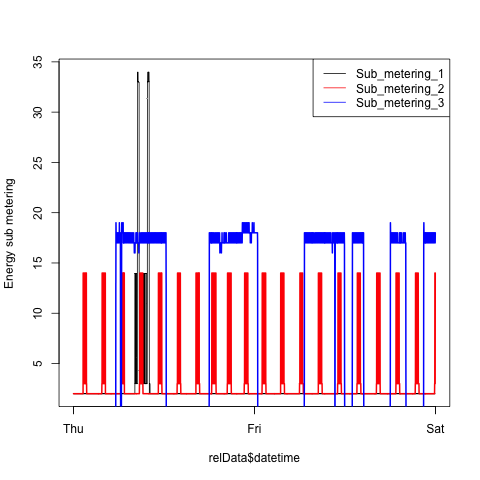 Sub_metering_1
Sub_metering_2
Sub_metering_3
Energy sub metering
35
30
25
20
15
10
5
Thu Fri Sat
relData$datetime